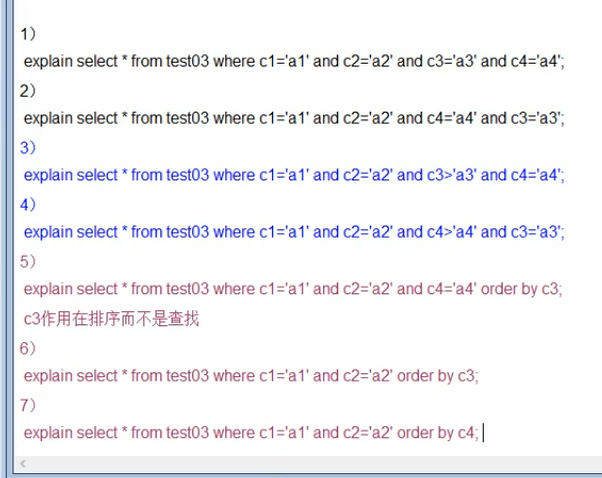 1）
explain select * from test03 where c1='a1' and c2='a2' and c3='a3' and c4='a4';
2）
explain select * from test03 where c1='a1' and c2='a2' and c4='a4' and c3='a3';
3）
explain select * from test03 where c1='a1' and c2='a2' and c3>'a3' and c4='a4';
4）
explain select * from test03 where c1='a1' and c2='a2' and c4>'a4' and c3='a3';
5）
explain select * from test03 where c1='a1' and c2='a2' and c4='a4' order by c3;
c3作用在排序而不是查找
6）
explain select * from test03 where c1='a1' and c2='a2' order by c3;
7）
explain select * from test03 where c1='a1' and c2='a2' order by c4;